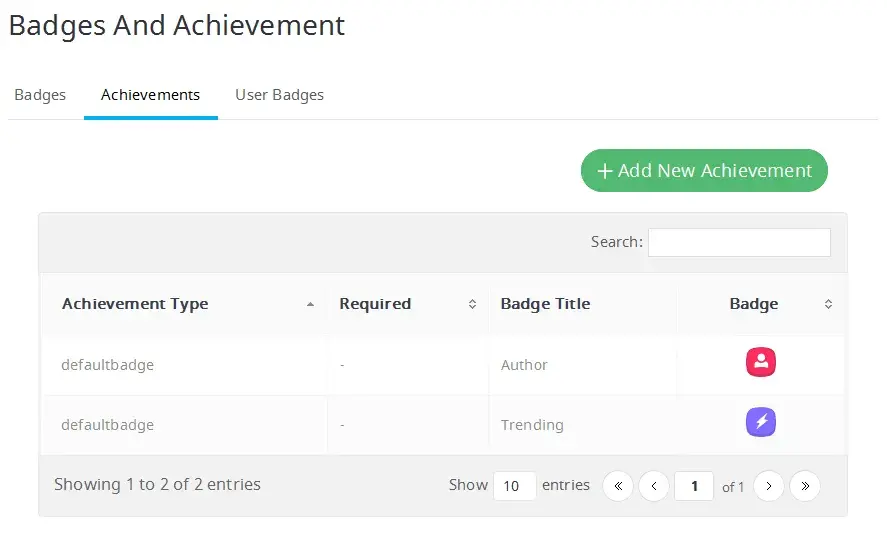 Badges And Achievement
Badges Achievements User Badges
+ Add New Achievement
Search:
Achievement Type Required Badge Title Badge
defaultbadge - Author
defaultbadge - Trending
Showing 1 to 2 of 2 entries Show 10 entries « ‹ 1 of 1 › »